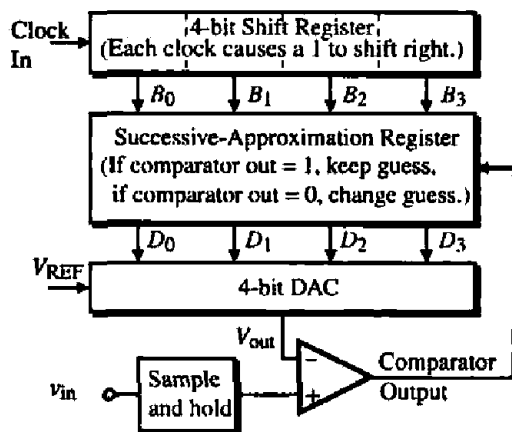 Clock
In
4-bit Shift Register
(Each clock causes a 1 to shift right.)
B0 B1 B2 B3
Successive-Approximation Register
(If comparator out = 1, keep guess,
if comparator out = 0, change guess.)
D0 D1 D2 D3
VREF
4-bit DAC
Vout
−
+
Comparator
Output
vin
Sample
and hold